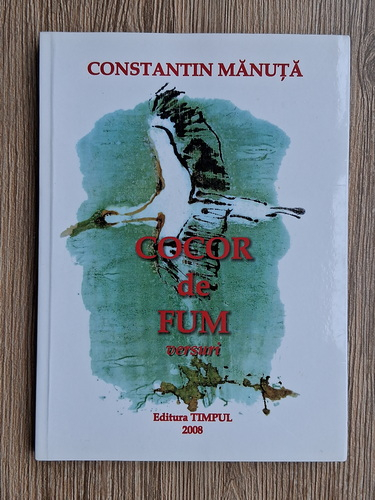 CONSTANTIN MĂNUȚĂ
COCOR
de
FUM
versuri
Editura TIMPUL
2008